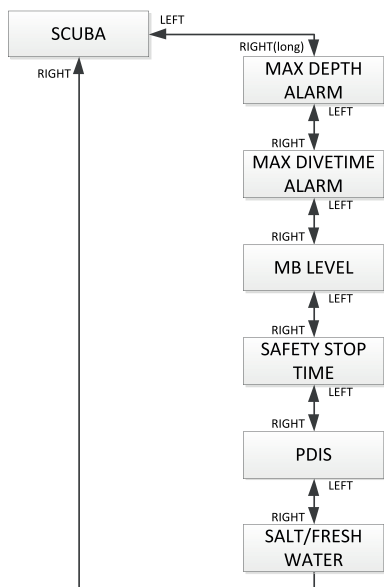 SCUBA
LEFT
RIGHT(long)
RIGHT
MAX DEPTH
ALARM
LEFT
RIGHT
MAX DIVETIME
ALARM
LEFT
RIGHT
MB LEVEL
LEFT
RIGHT
SAFETY STOP
TIME
LEFT
RIGHT
PDIS
LEFT
RIGHT
SALT/FRESH
WATER